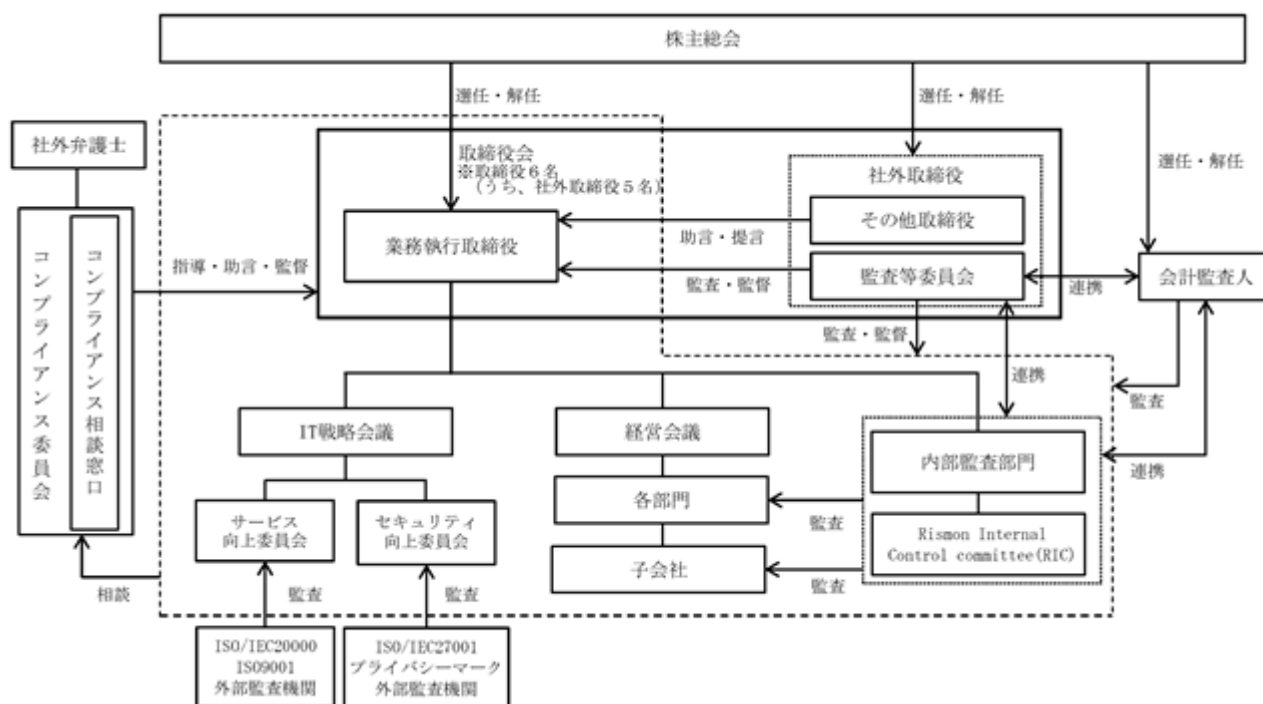 株主総会
選任・解任
選任・解任
選任・解任
社外弁護士
コンプライアンス委員会
コンプライアンス相談窓口
指導・助言・監督
取締役会
※取締役6名
(うち、社外取締役5名)
業務執行取締役
社外取締役
その他取締役
助言・提言
監査等委員会
監査・監督
連携
会計監査人
監査・監督
連携
監査
連携
IT戦略会議
経営会議
内部監査部門
サービス
向上委員会
セキュリティ
向上委員会
各部門
監査
Rismon Internal
Control committee(RIC)
子会社
監査
相談
監査
監査
ISO/IEC20000
ISO9001
外部監査機関
ISO/IEC27001
プライバシーマーク
外部監査機関